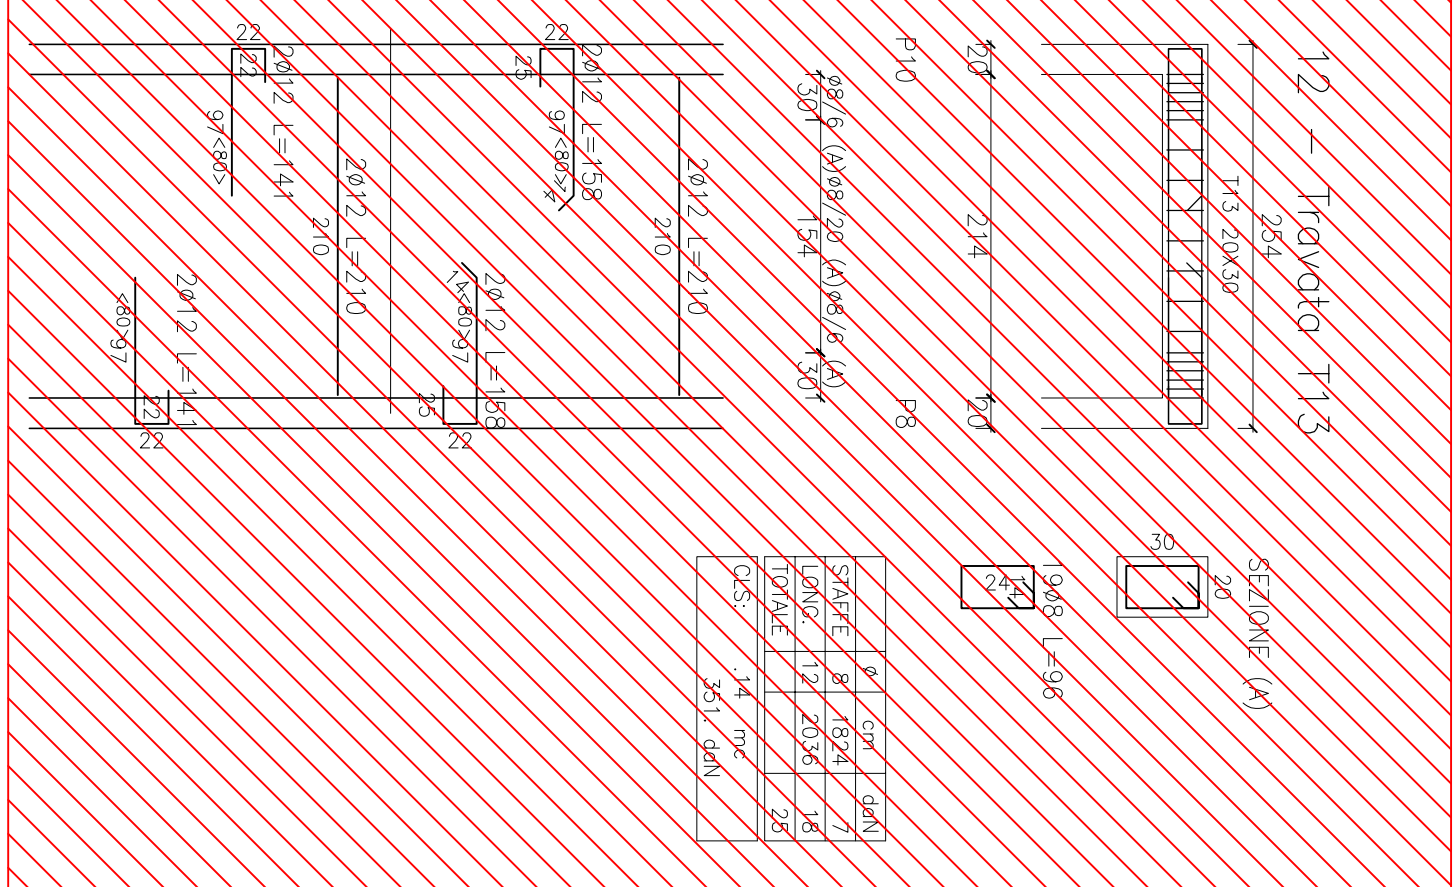 12 – Travata T13
254
T13 20X30
20
214
20
P10
P8
ø8/6 (A)
ø8/20 (A)
ø8/6 (A)
30
154
30
2ø12 L=210
210
2ø12 L=158
22
25
97<80>
14
2ø12 L=158
14<80>97
25
22
2ø12 L=210
210
2ø12 L=141
22
22
97<80>
2ø12 L=141
<80>97
22
22
SEZIONE (A)
20
30
19ø8 L=96
24
14
ø cm daN
STAFFE 8 1824 7
LONG. 12 2036 18
TOTALE 25
CLS: .14 mc
351. daN